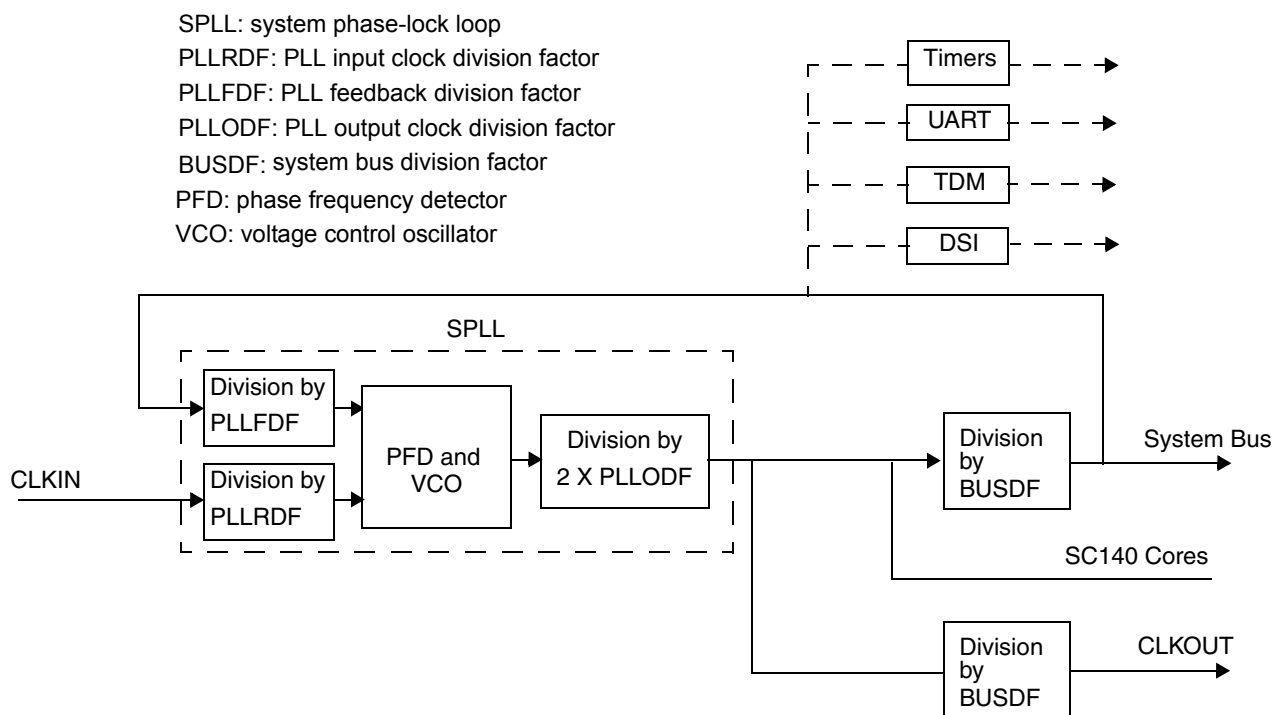 SPLL: system phase-lock loop
PLLRDF: PLL input clock division factor
PLLFDF: PLL feedback division factor
PLLODF: PLL output clock division factor
BUSDF: system bus division factor
PFD: phase frequency detector
VCO: voltage control oscillator
Timers
UART
TDM
DSI
SPLL
Division by
PLLFDF
CLKIN
Division by
PLLRDF
PFD and
VCO
Division by
2 X PLLODF
Division
by
BUSDF
System Bus
SC140 Cores
Division
by
BUSDF
CLKOUT